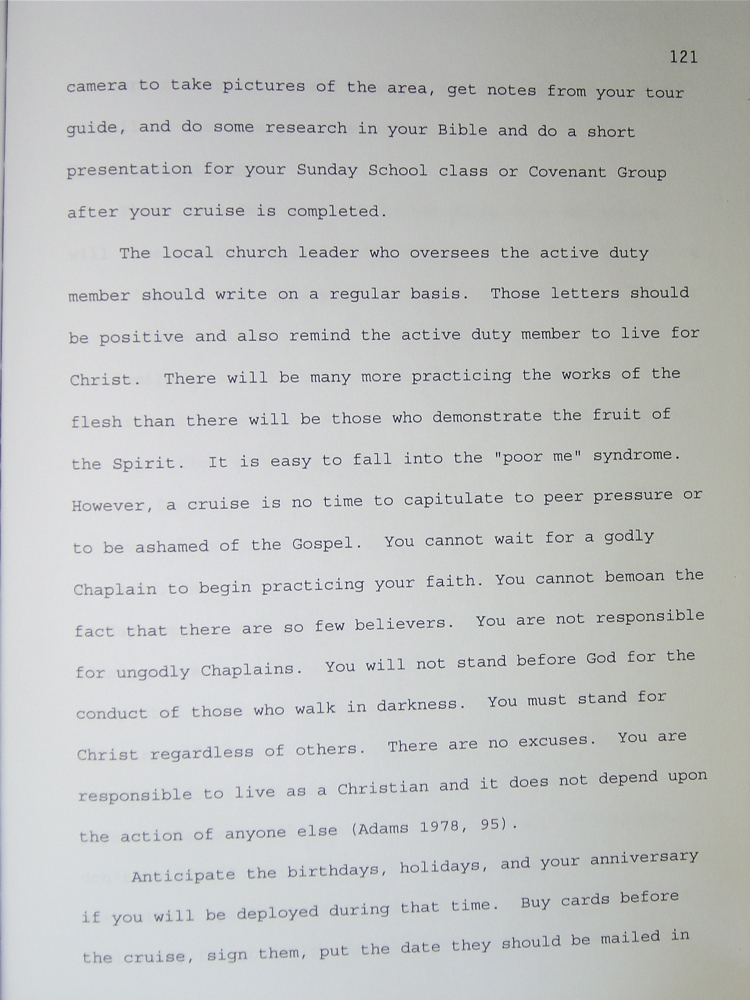 121
camera to take pictures of the area, get notes from your tour
guide, and do some research in your Bible and do a short
presentation for your Sunday School class or Covenant Group
after your cruise is completed.
The local church leader who oversees the active duty
member should write on a regular basis.  Those letters should
be positive and also remind the active duty member to live for
Christ.  There will be many more practicing the works of the
flesh than there will be those who demonstrate the fruit of
the Spirit.  It is easy to fall into the "poor me" syndrome.
However, a cruise is no time to capitulate to peer pressure or
to be ashamed of the Gospel.  You cannot wait for a godly
Chaplain to begin practicing your faith. You cannot bemoan the
fact that there are so few believers.  You are not responsible
for ungodly Chaplains.  You will not stand before God for the
conduct of those who walk in darkness.  You must stand for
Christ regardless of others.  There are no excuses.  You are
responsible to live as a Christian and it does not depend upon
the action of anyone else (Adams 1978, 95).
Anticipate the birthdays, holidays, and your anniversary
if you will be deployed during that time.  Buy cards before
the cruise, sign them, put the date they should be mailed in